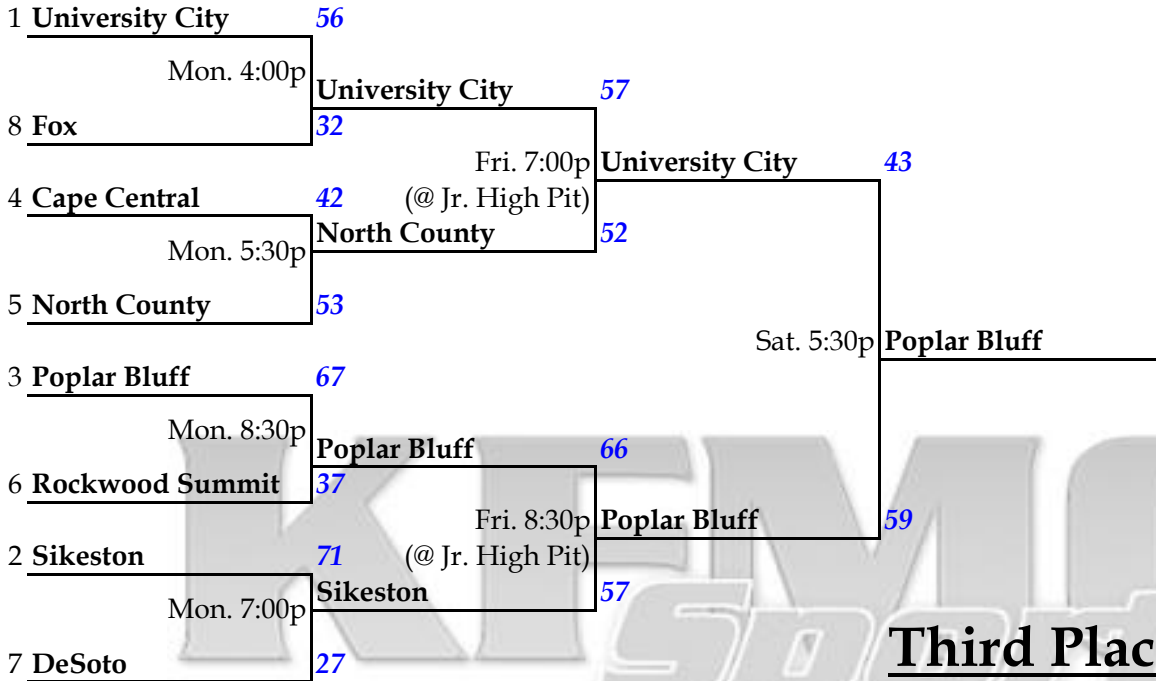 1 University City 56
Mon. 4:00p
University City 57
8 Fox 32
Fri. 7:00p University City 43
4 Cape Central 42 (@ Jr. High Pit)
North County 52
Mon. 5:30p
5 North County 53
Sat. 5:30p Poplar Bluff
3 Poplar Bluff 67
Mon. 8:30p
Poplar Bluff 66
6 Rockwood Summit 37
Fri. 8:30p Poplar Bluff 59
2 Sikeston 71 (@ Jr. High Pit)
Sikeston 57
Mon. 7:00p
7 DeSoto 27
Third Plac